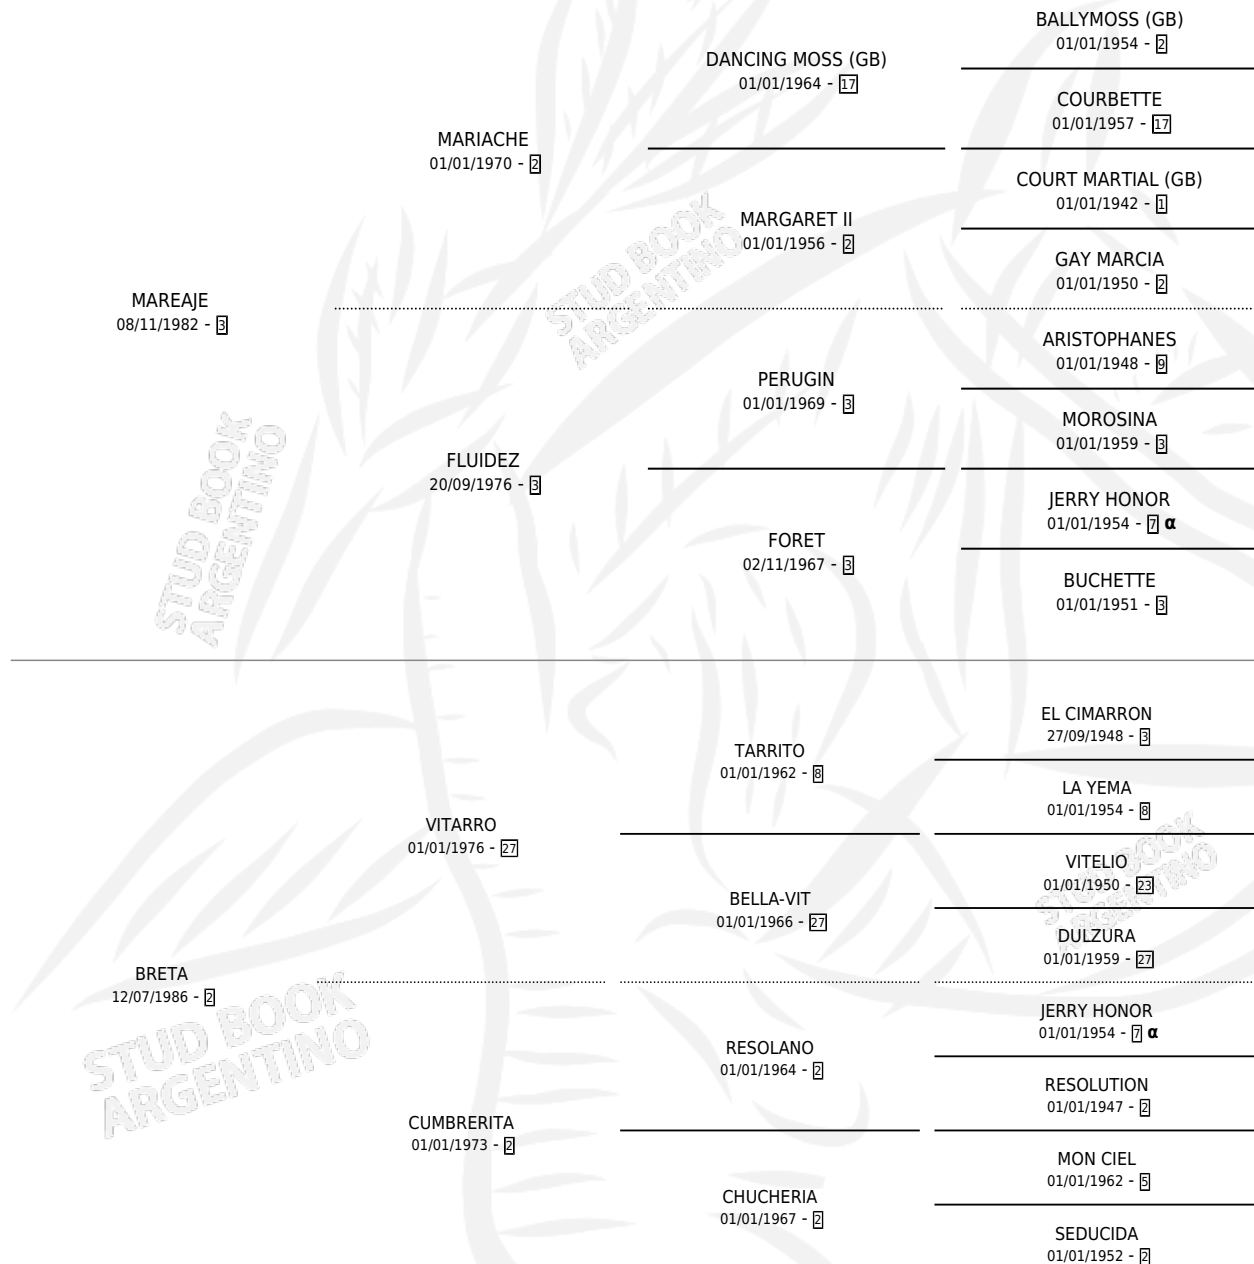 BALLYMOSS (GB)
01/01/1954 - 2
DANCING MOSS (GB)
01/01/1964 - 17
COURBETTE
01/01/1957 - 17
MARIACHE
01/01/1970 - 2
COURT MARTIAL (GB)
01/01/1942 - 1
MARGARET II
01/01/1956 - 2
GAY MARCIA
01/01/1950 - 2
MAREAJE
08/11/1982 - 3
ARISTOPHANES
01/01/1948 - 9
PERUGIN
01/01/1969 - 3
MOROSINA
01/01/1959 - 3
FLUIDEZ
20/09/1976 - 3
JERRY HONOR
01/01/1954 - 7 α
FORET
02/11/1967 - 3
BUCHETTE
01/01/1951 - 3
EL CIMARRON
27/09/1948 - 3
TARRITO
01/01/1962 - 8
LA YEMA
01/01/1954 - 8
VITARRO
01/01/1976 - 27
VITELIO
01/01/1950 - 23
BELLA-VIT
01/01/1966 - 27
DULZURA
01/01/1959 - 27
BRETA
12/07/1986 - 2
JERRY HONOR
01/01/1954 - 7 α
RESOLANO
01/01/1964 - 2
RESOLUTION
01/01/1947 - 2
CUMBRERITA
01/01/1973 - 2
MON CIEL
01/01/1962 - 5
CHUCHERIA
01/01/1967 - 2
SEDUCIDA
01/01/1952 - 2
STUD BOOK
ARGENTINO
STUD BOOK
ARGENTINO
STUD BOOK
ARGENTINO
STUD BOOK
ARGENTINO